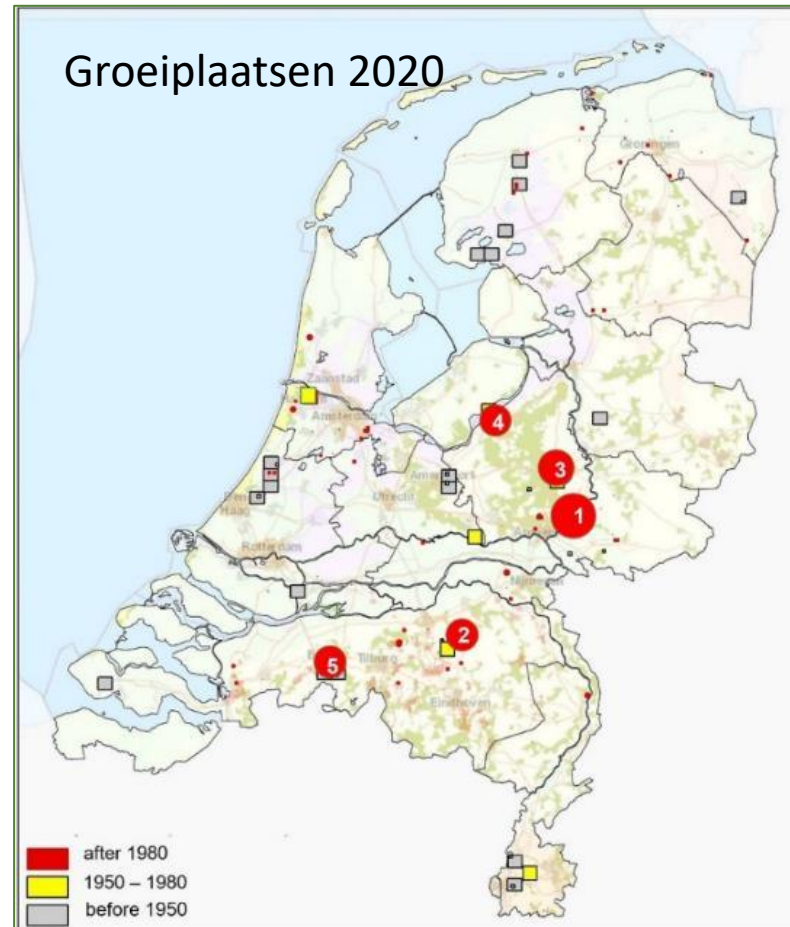 Groeiplaatsen 2020
Groningen
Zaanstad
Amsterdam
4
3
Utrecht
1
Haag
Rotterdam
Nijmegen
2
5
Tilburg
Eindhoven
after 1980
1950 – 1980
before 1950